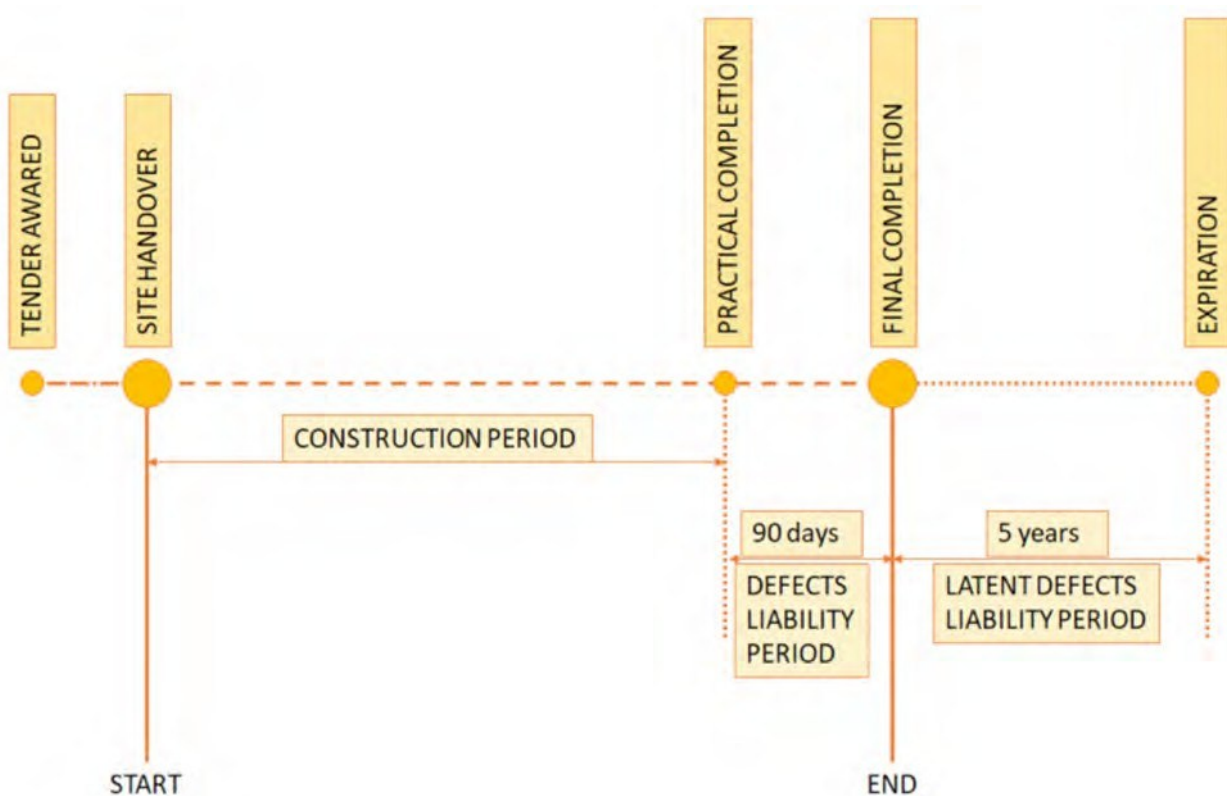 TENDER AWARED
SITE HANDOVER
PRACTICAL COMPLETION
FINAL COMPLETION
EXPIRATION
CONSTRUCTION PERIOD
90 days
5 years
DEFECTS
LIABILITY
PERIOD
LATENT DEFECTS
LIABILITY PERIOD
START
END